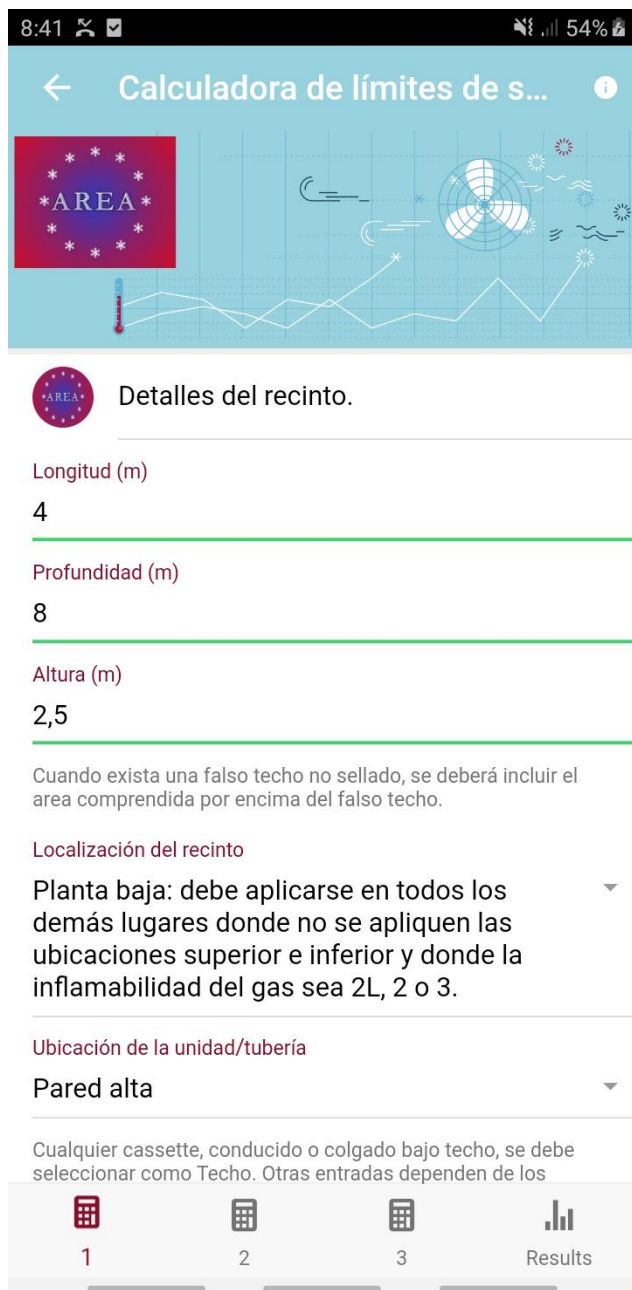 8:41 54%
Calculadora de límites de s...
*AREA*
*AREA*
Detalles del recinto.
Longitud (m)
4
Profundidad (m)
8
Altura (m)
2,5
Cuando exista una falso techo no sellado, se deberá incluir el
area comprendida por encima del falso techo.
Localización del recinto
Planta baja: debe aplicarse en todos los
demás lugares donde no se apliquen las
ubicaciones superior e inferior y donde la
inflamabilidad del gas sea 2L, 2 o 3.
Ubicación de la unidad/tubería
Pared alta
Cualquier cassette, conducido o colgado bajo techo, se debe
seleccionar como Techo. Otras entradas dependen de los
1 2 3 Results